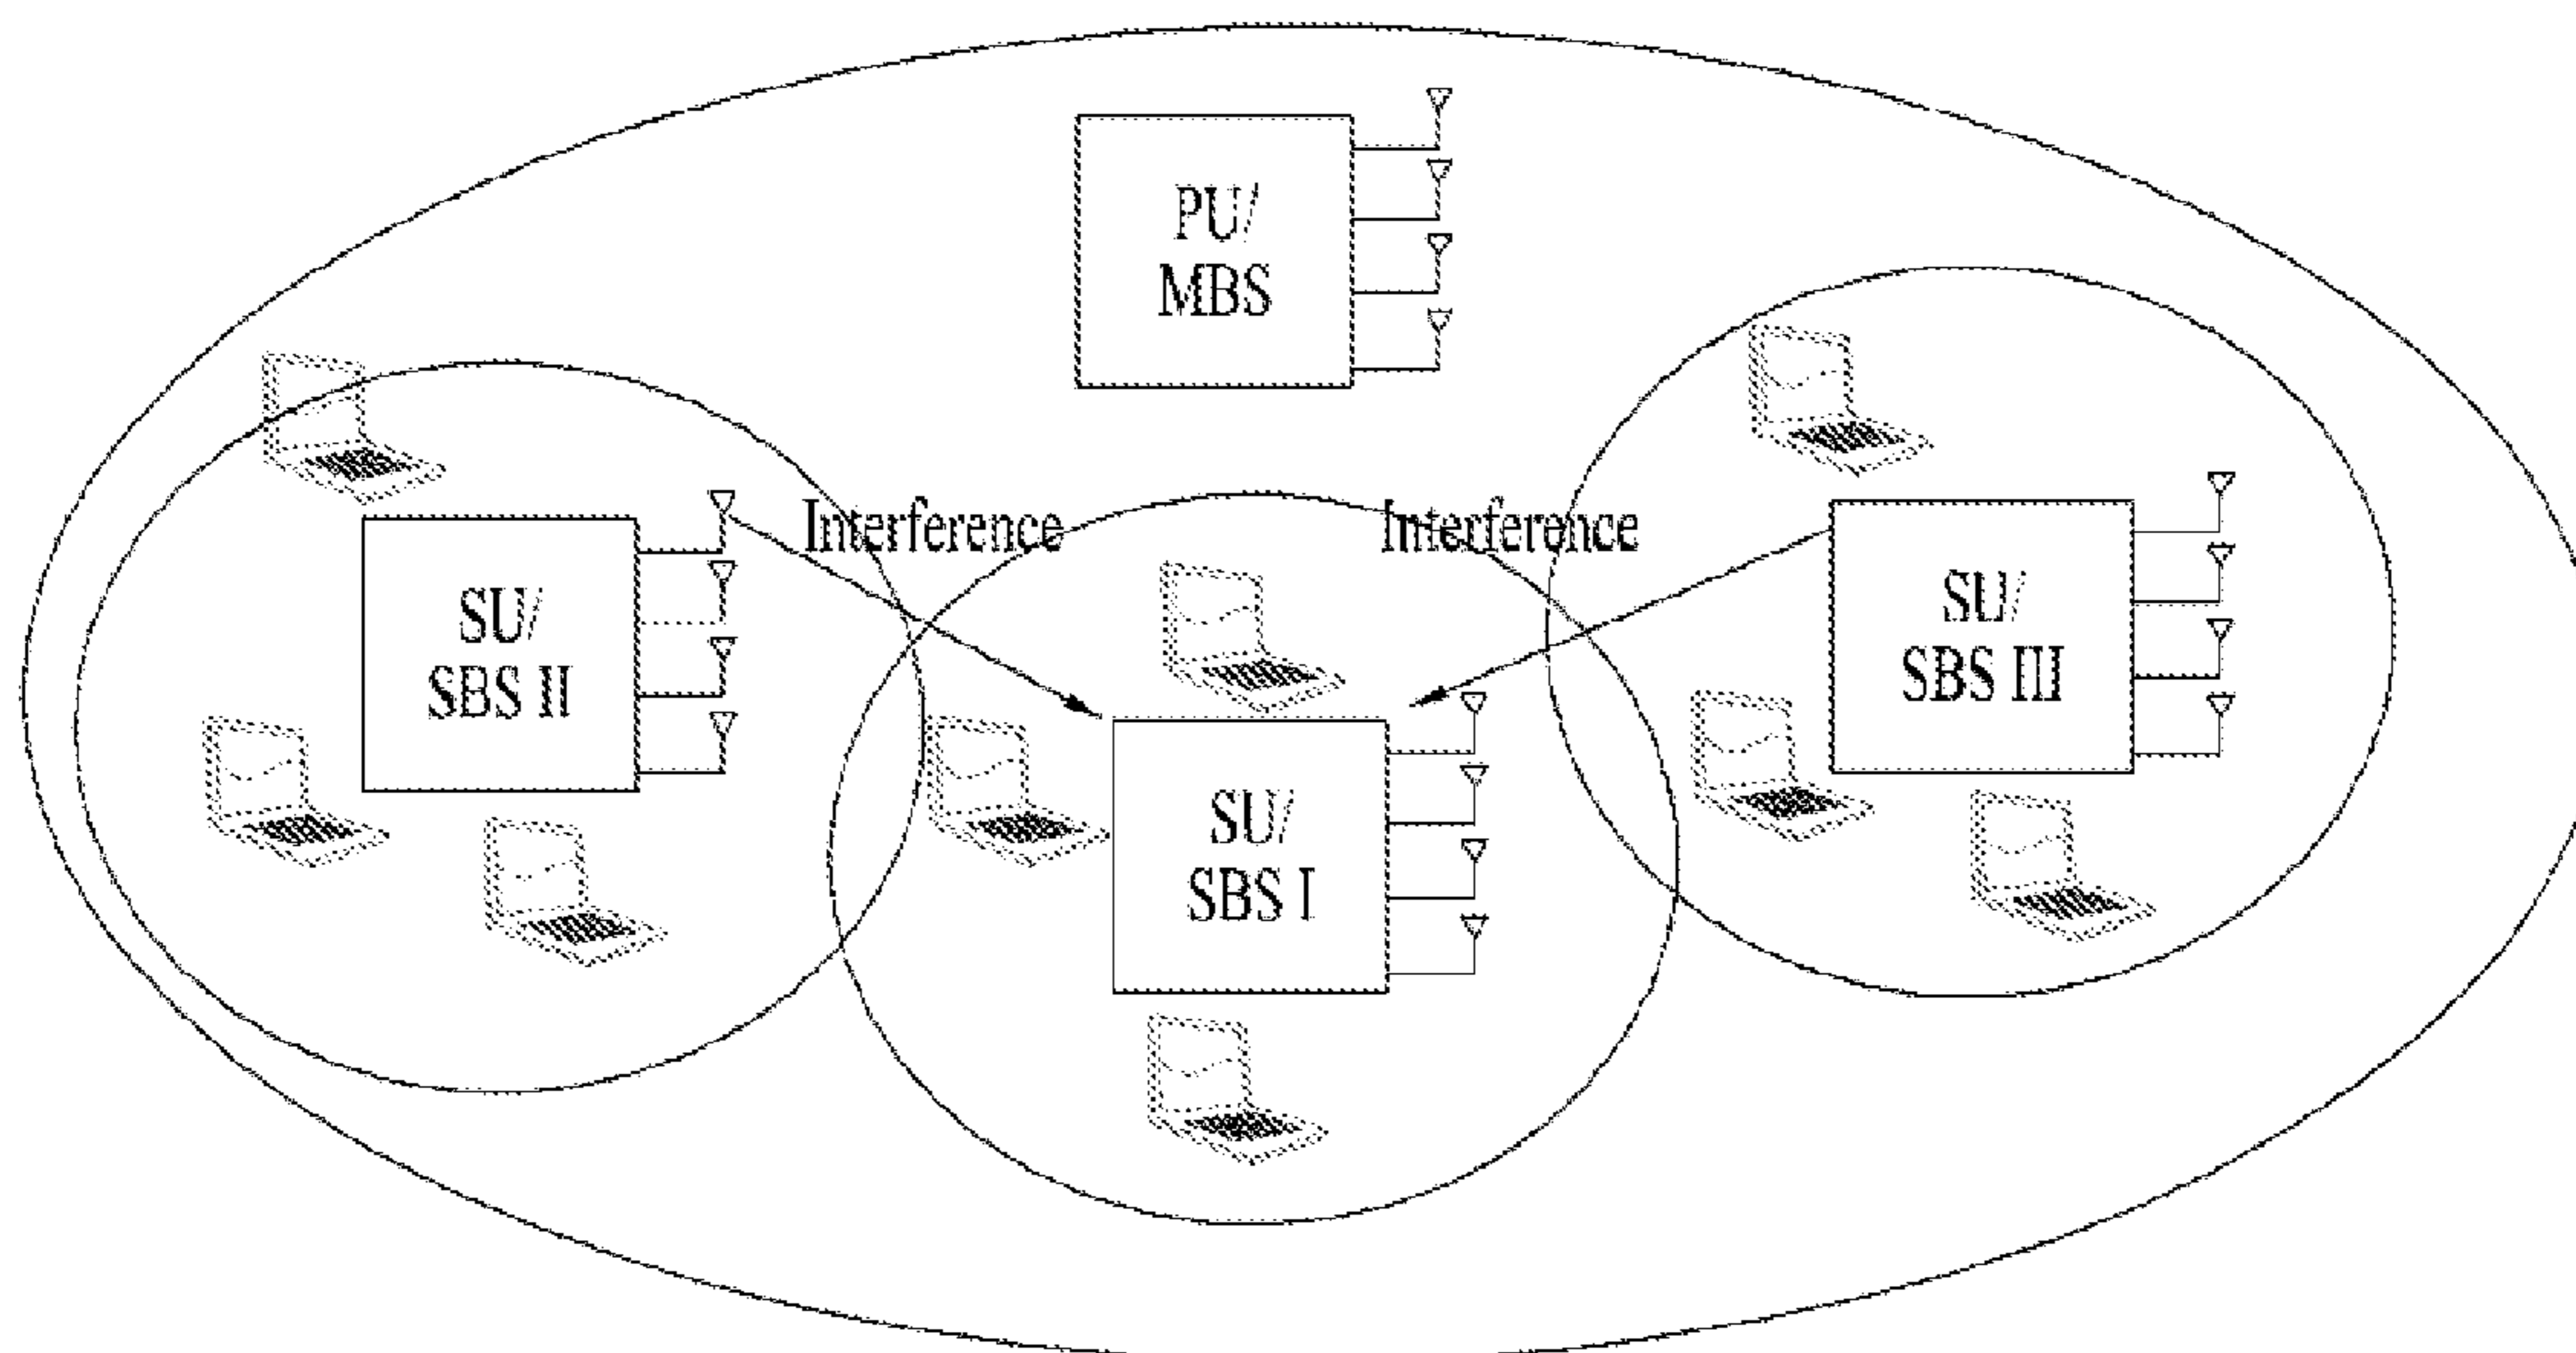 PU/
MBS
Interference
Interference
SU/
SBS II
SU/
SBS III
SU/
SBS I